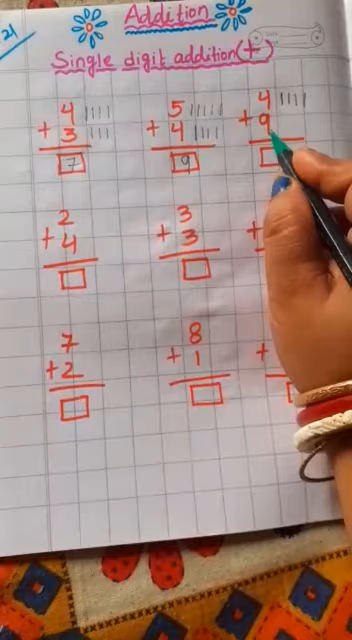 21
Addition
Single digit addition(+)
4 |||| 5 ||||| 4 ||||
+ 3 ||| + 4 |||| + 9
7 9
2 3
+ 4 + 3 +
7 8
+ 2 + 1 +